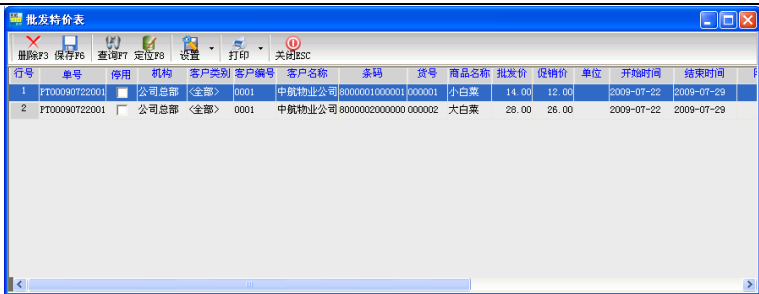 批发特价表
删除F3 保存F6 查询F7 定位F8 设置 打印 关闭ESC
行号 单号 停用 机构 客户类别 客户编号 客户名称 条码 货号 商品名称 批发价 促销价 单位 开始时间 结束时间
1 PT00090722001 公司总部 <全部> 0001 中航物业公司 8000001000001 000001 小白菜 14.00 12.00 2009-07-22 2009-07-29
2 PT00090722001 公司总部 <全部> 0001 中航物业公司 8000002000000 000002 大白菜 28.00 26.00 2009-07-22 2009-07-29